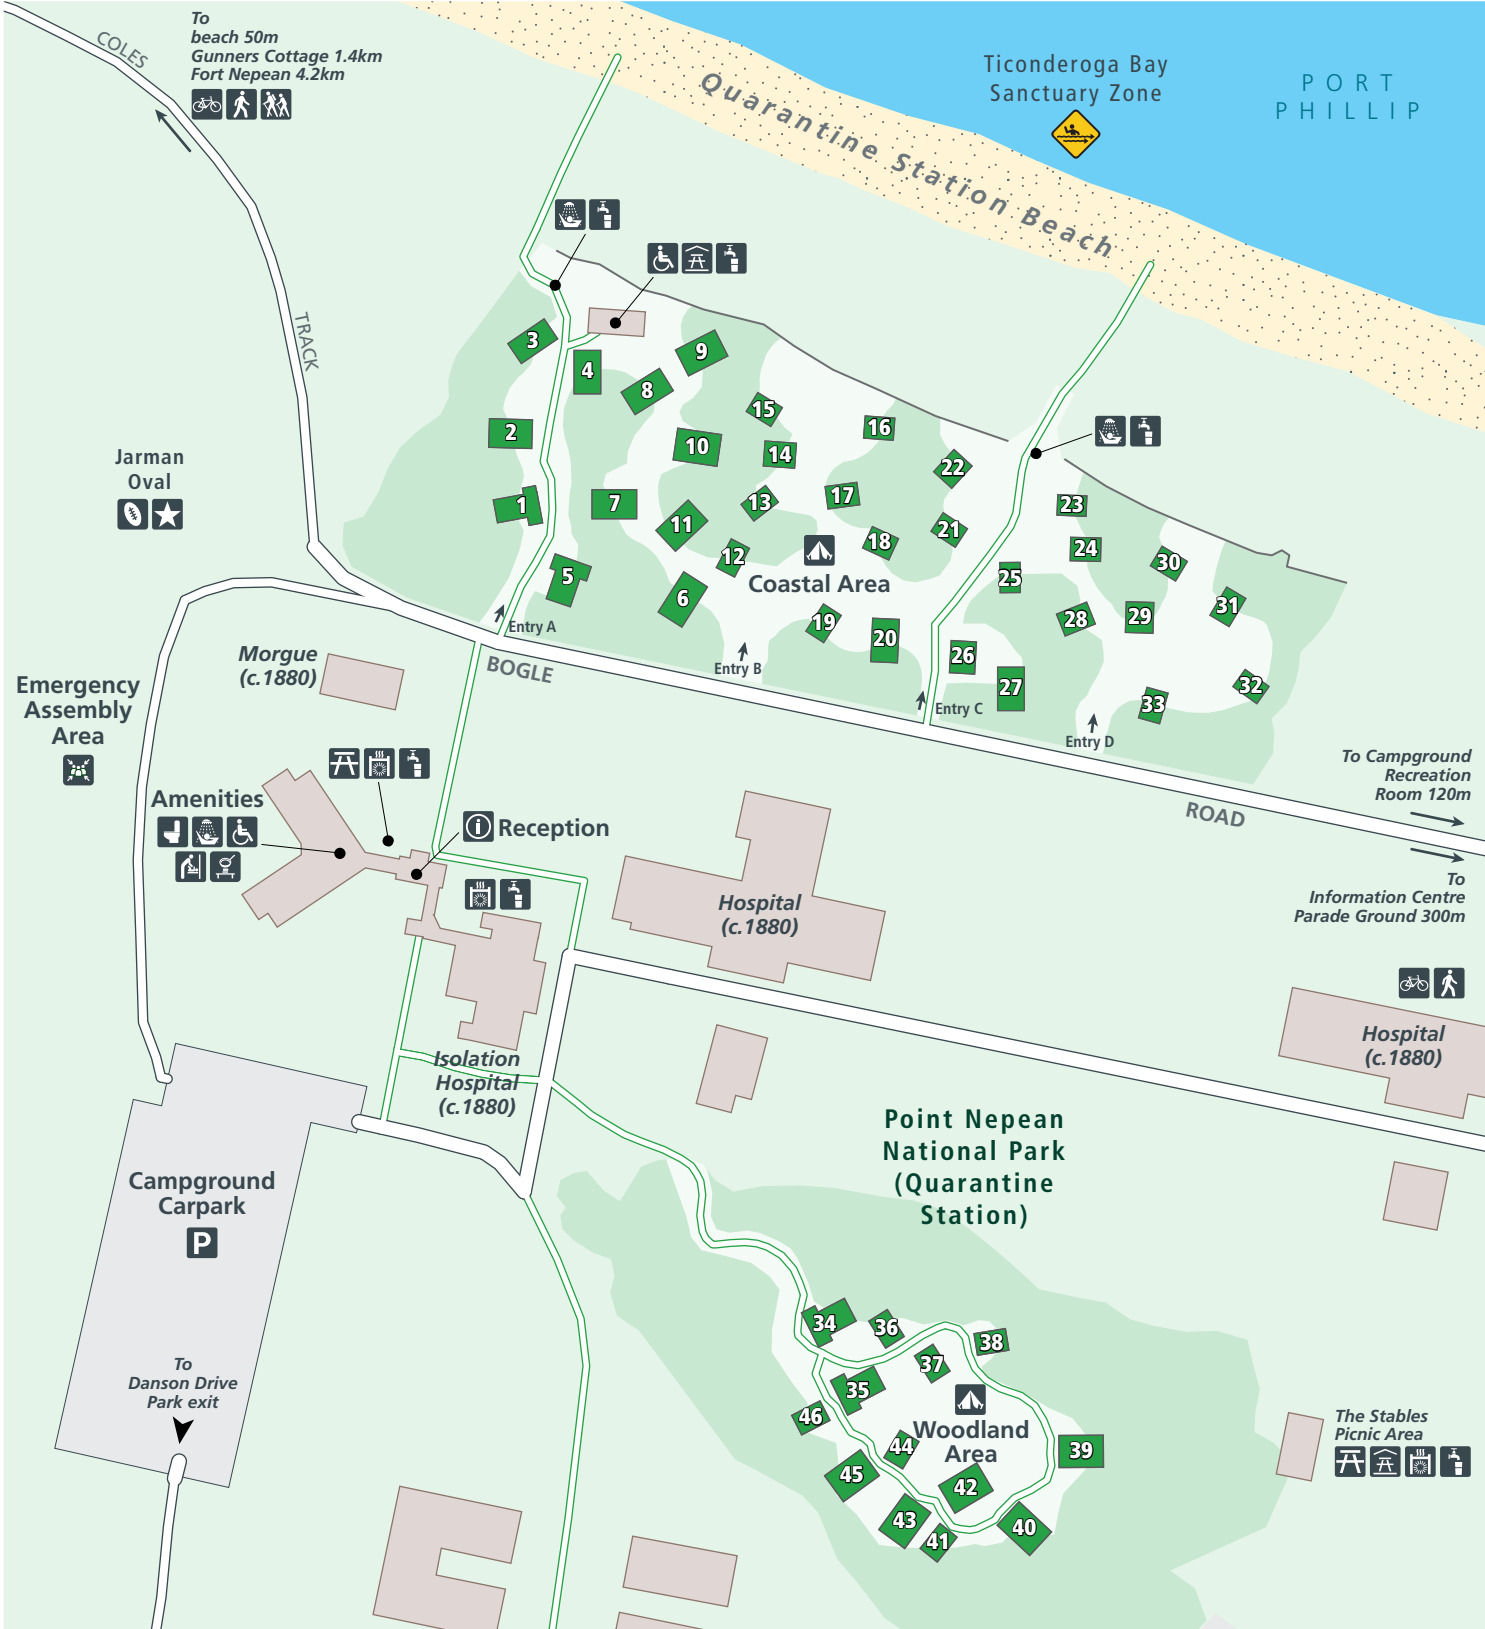 To
beach 50m
Gunners Cottage 1.4km
Fort Nepean 4.2km
COLES
TRACK
Quarantine Station Beach
Ticonderoga Bay
Sanctuary Zone
PORT
PHILLIP
Jarman
Oval
3
4
8
9
2
10
15
14
16
1
7
11
13
17
22
12
18
21
23
24
30
5
6
Coastal Area
25
19
20
28
29
31
26
27
33
32
Entry A
Entry B
Entry C
Entry D
BOGLE
ROAD
Morgue
(c.1880)
Emergency
Assembly
Area
Amenities
i Reception
To Campground
Recreation
Room 120m
To
Information Centre
Parade Ground 300m
Hospital
(c.1880)
Hospital
(c.1880)
Isolation
Hospital
(c.1880)
Point Nepean
National Park
(Quarantine
Station)
Campground
Carpark
P
To
Danson Drive
Park exit
34
36
38
37
35
46
Woodland
Area
44
45
39
42
43
41
40
The Stables
Picnic Area